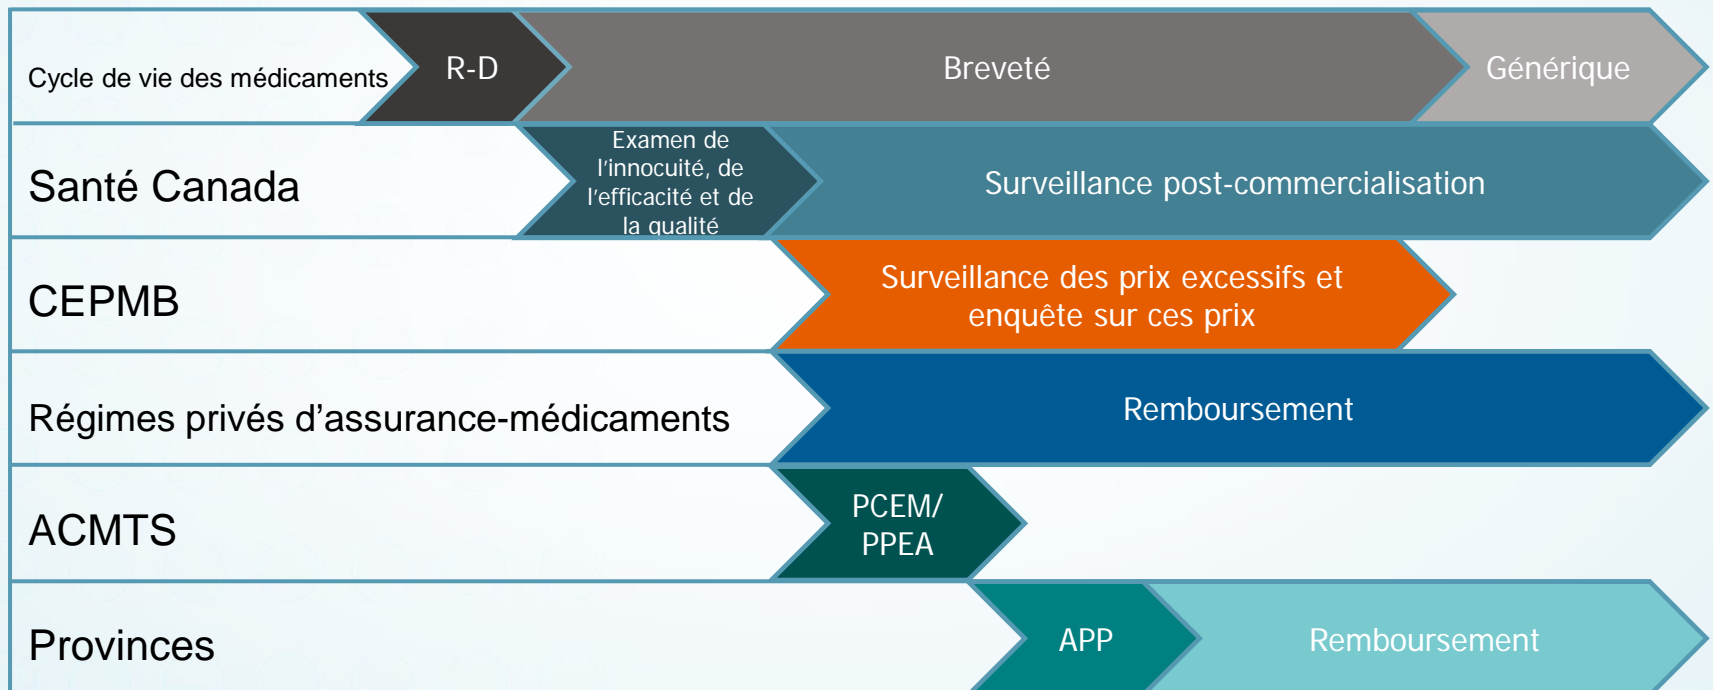 Cycle de vie des médicaments
R-D
Breveté
Générique
Santé Canada
Examen de
l'innocuité, de
l'efficacité et de
la qualité
Surveillance post-commercialisation
CEPMB
Surveillance des prix excessifs et
enquête sur ces prix
Régimes privés d’assurance-médicaments
Remboursement
ACMTS
PCEM/
PPEA
Provinces
APP
Remboursement